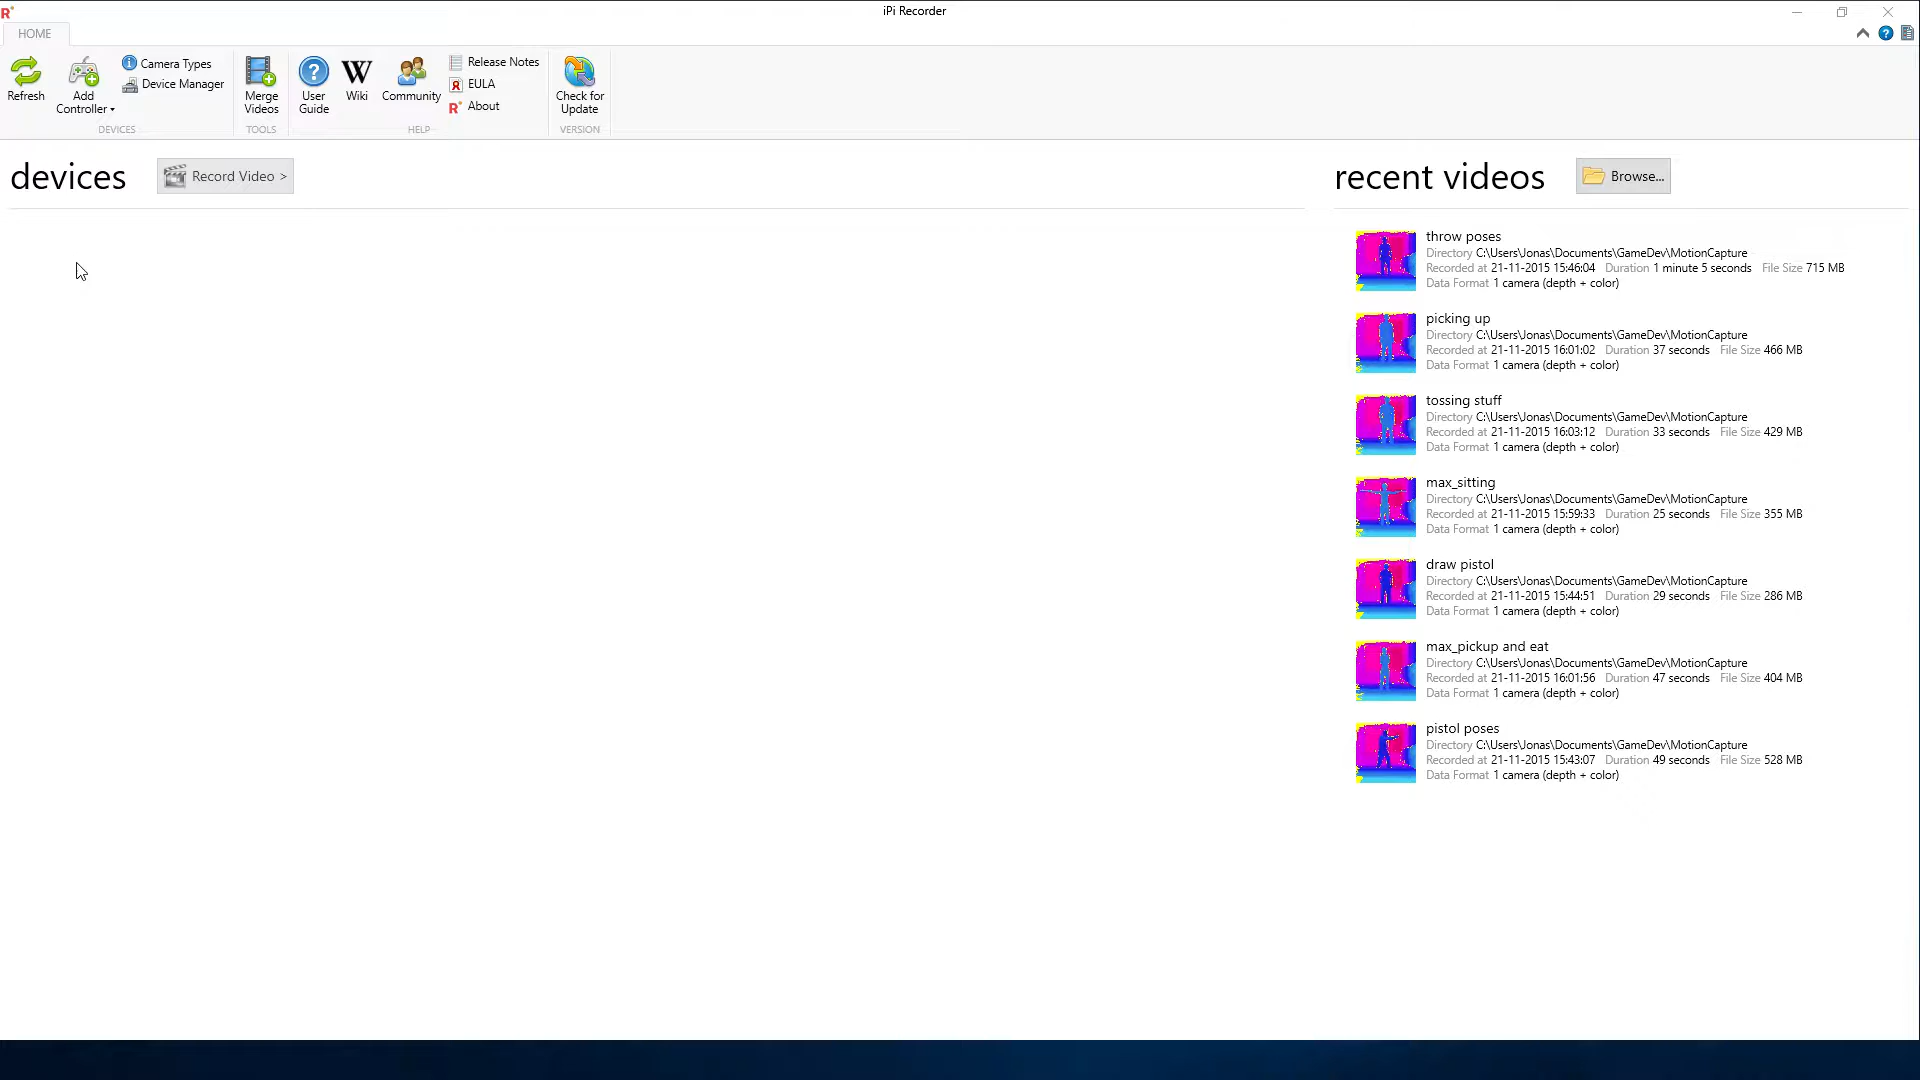 iPi Recorder
HOME
Refresh
Add
Controller
Camera Types
Device Manager
DEVICES
Merge
Videos
TOOLS
User
Guide
Wiki
Community
Release Notes
EULA
About
HELP
Check for
Update
VERSION
devices
Record Video >
recent videos
Browse...
throw poses
Directory C:\Users\Jonas\Documents\GameDev\MotionCapture
Recorded at 21-11-2015 15:46:04 Duration 1 minute 5 seconds File Size 715 MB
Data Format 1 camera (depth + color)
picking up
Directory C:\Users\Jonas\Documents\GameDev\MotionCapture
Recorded at 21-11-2015 16:01:02 Duration 37 seconds File Size 466 MB
Data Format 1 camera (depth + color)
tossing stuff
Directory C:\Users\Jonas\Documents\GameDev\MotionCapture
Recorded at 21-11-2015 16:03:12 Duration 33 seconds File Size 429 MB
Data Format 1 camera (depth + color)
max_sitting
Directory C:\Users\Jonas\Documents\GameDev\MotionCapture
Recorded at 21-11-2015 15:59:33 Duration 25 seconds File Size 355 MB
Data Format 1 camera (depth + color)
draw pistol
Directory C:\Users\Jonas\Documents\GameDev\MotionCapture
Recorded at 21-11-2015 15:44:51 Duration 29 seconds File Size 286 MB
Data Format 1 camera (depth + color)
max_pickup and eat
Directory C:\Users\Jonas\Documents\GameDev\MotionCapture
Recorded at 21-11-2015 16:01:56 Duration 47 seconds File Size 404 MB
Data Format 1 camera (depth + color)
pistol poses
Directory C:\Users\Jonas\Documents\GameDev\MotionCapture
Recorded at 21-11-2015 15:43:07 Duration 49 seconds File Size 528 MB
Data Format 1 camera (depth + color)